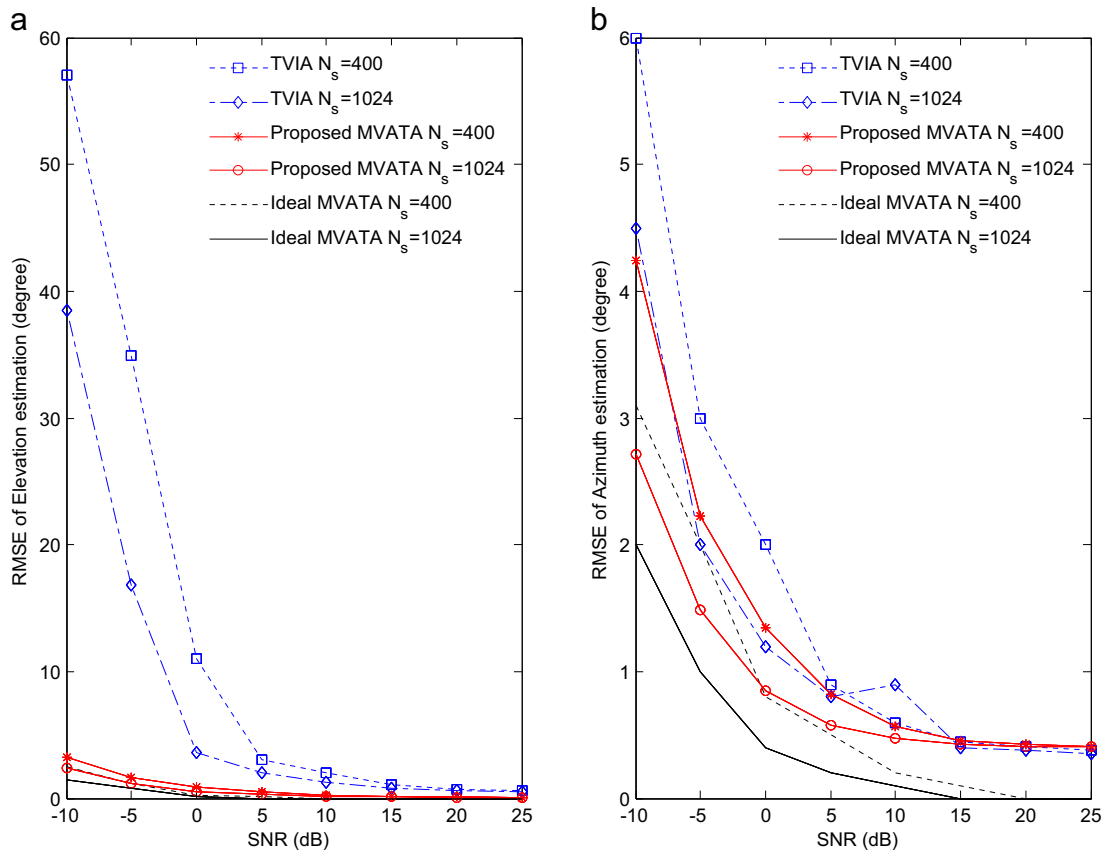 a
60
50
40
30
20
10
0
-10 -5 0 5 10 15 20 25
SNR (dB)
RMSE of Elevation estimation (degree)
TVIA N_s=400
TVIA N_s=1024
Proposed MVATA N_s=400
Proposed MVATA N_s=1024
Ideal MVATA N_s=400
Ideal MVATA N_s=1024
b
6
5
4
3
2
1
0
-10 -5 0 5 10 15 20 25
SNR (dB)
RMSE of Azimuth estimation (degree)
TVIA N_s=400
TVIA N_s=1024
Proposed MVATA N_s=400
Proposed MVATA N_s=1024
Ideal MVATA N_s=400
Ideal MVATA N_s=1024